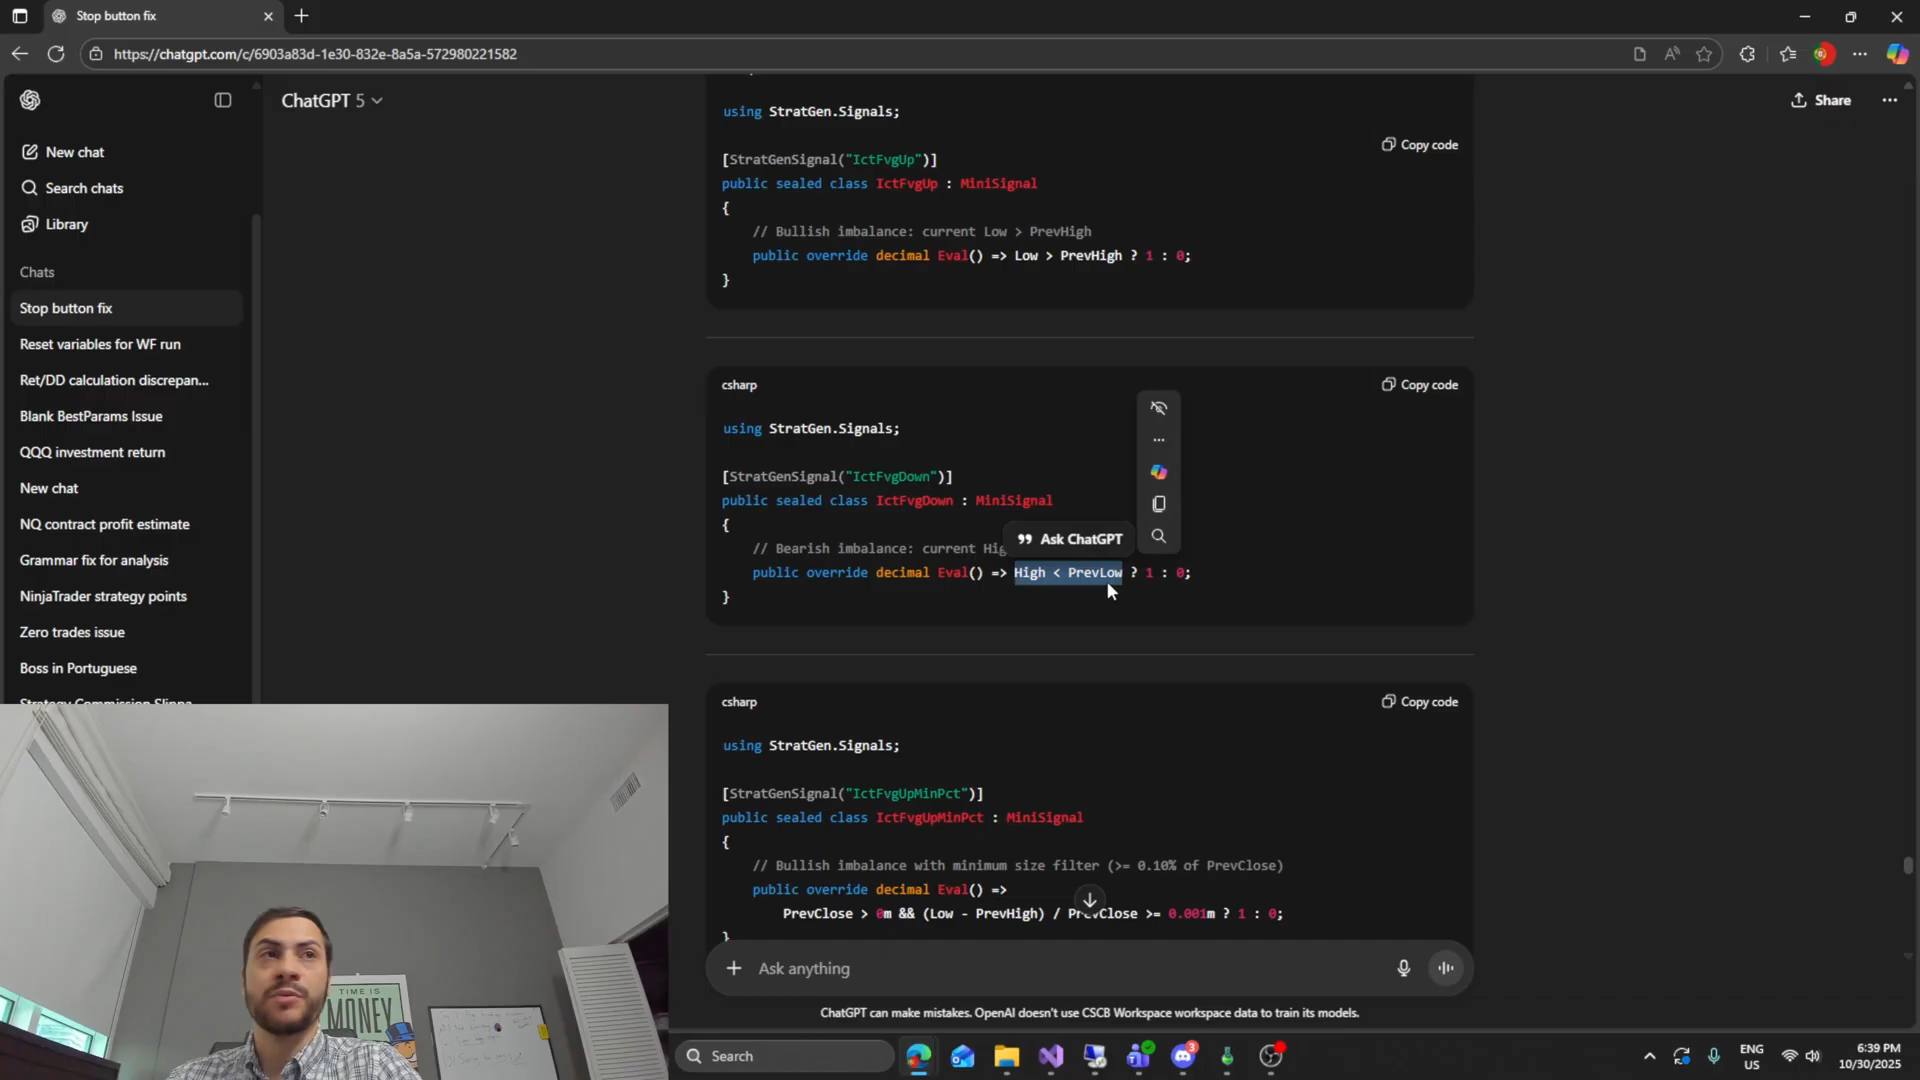 Stop button fix
https://chatgpt.com/c/6903a83d-1e30-832e-8a5a-572980221582
ChatGPT 5
Share
New chat
Search chats
Library
Chats
Stop button fix
Reset variables for WF run
Ret/DD calculation discrepan...
Blank BestParams Issue
QQQ investment return
New chat
NQ contract profit estimate
Grammar fix for analysis
NinjaTrader strategy points
Zero trades issue
Boss in Portuguese
Strategy Commission Slippa
using StratGen.Signals;
Copy code
[StratGenSignal("IctFvgUp")]
public sealed class IctFvgUp : MiniSignal
{
// Bullish imbalance: current Low > PrevHigh
public override decimal Eval() => Low > PrevHigh ? 1 : 0;
}
csharp
Copy code
using StratGen.Signals;
[StratGenSignal("IctFvgDown")]
public sealed class IctFvgDown : MiniSignal
{
Ask ChatGPT
// Bearish imbalance: current Hig
public override decimal Eval() => High < PrevLow ? 1 : 0;
}
csharp
Copy code
using StratGen.Signals;
[StratGenSignal("IctFvgUpMinPct")]
public sealed class IctFvgUpMinPct : MiniSignal
{
// Bullish imbalance with minimum size filter (>= 0.10% of PrevClose)
public override decimal Eval() =>
PrevClose > 0m && (Low - PrevHigh) / PrevClose >= 0.001m ? 1 : 0;
}
Ask anything
ChatGPT can make mistakes. OpenAI doesn't use CSCB Workspace workspace data to train its models.
TIME IS
MONEY
Search
3
ENG
US
6:39 PM
10/30/2025